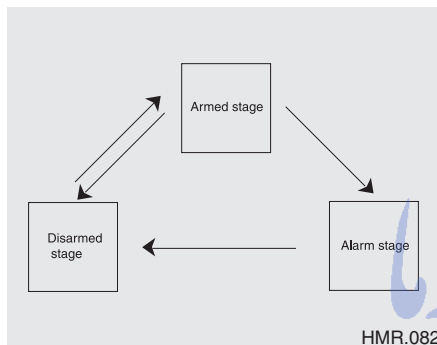 Armed stage
Disarmed
stage
Alarm stage
HMR.082